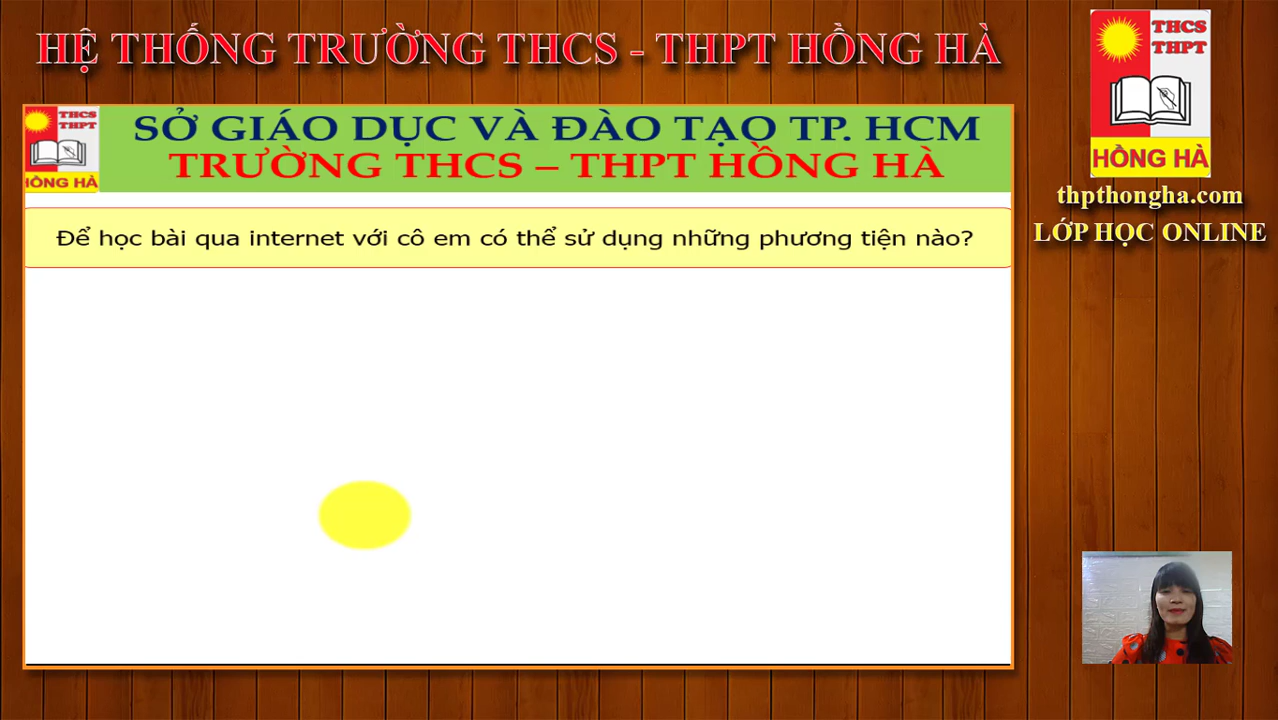 HỆ THỐNG TRƯỜNG THCS - THPT HỒNG HÀ
THCS
THPT
HỒNG HÀ
thpthongha.com
LỚP HỌC ONLINE
THCS
THPT
HỒNG HÀ
SỞ GIÁO DỤC VÀ ĐÀO TẠO TP. HCM
TRƯỜNG THCS – THPT HỒNG HÀ
Để học bài qua internet với cô em có thể sử dụng những phương tiện nào?